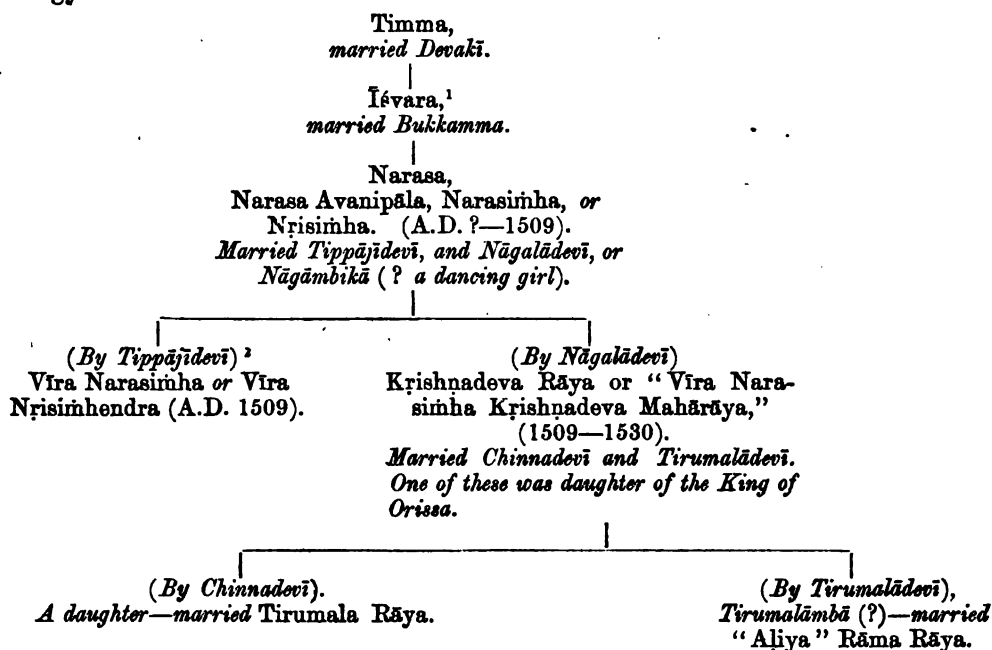 Timma,
married Devakī.
Īśvara,¹
married Bukkamma.
Narasa,
Narasa Avanipāla, Narasiṁha, or
Nṛisiṁha. (A.D. ?—1509).
Married Tippājīdevī, and Nāgalādevī, or
Nāgāmbikā (? a dancing girl).
(By Tippājīdevī)²
Vīra Narasiṁha or Vīra
Nṛisiṁhendra (A.D. 1509).
(By Nāgalādevī)
Kṛishṇadeva Rāya or “Vīra Nara-
siṁha Kṛishṇadeva Mahārāya,”
(1509—1530).
Married Chinnadevī and Tirumalādevī.
One of these was daughter of the King of
Orissa.
(By Chinnadevī).
A daughter—married Tirumala Rāya.
(By Tirumalādevī),
Tirumalāmbā (?)—married
“Aḷiya” Rāma Rāya.